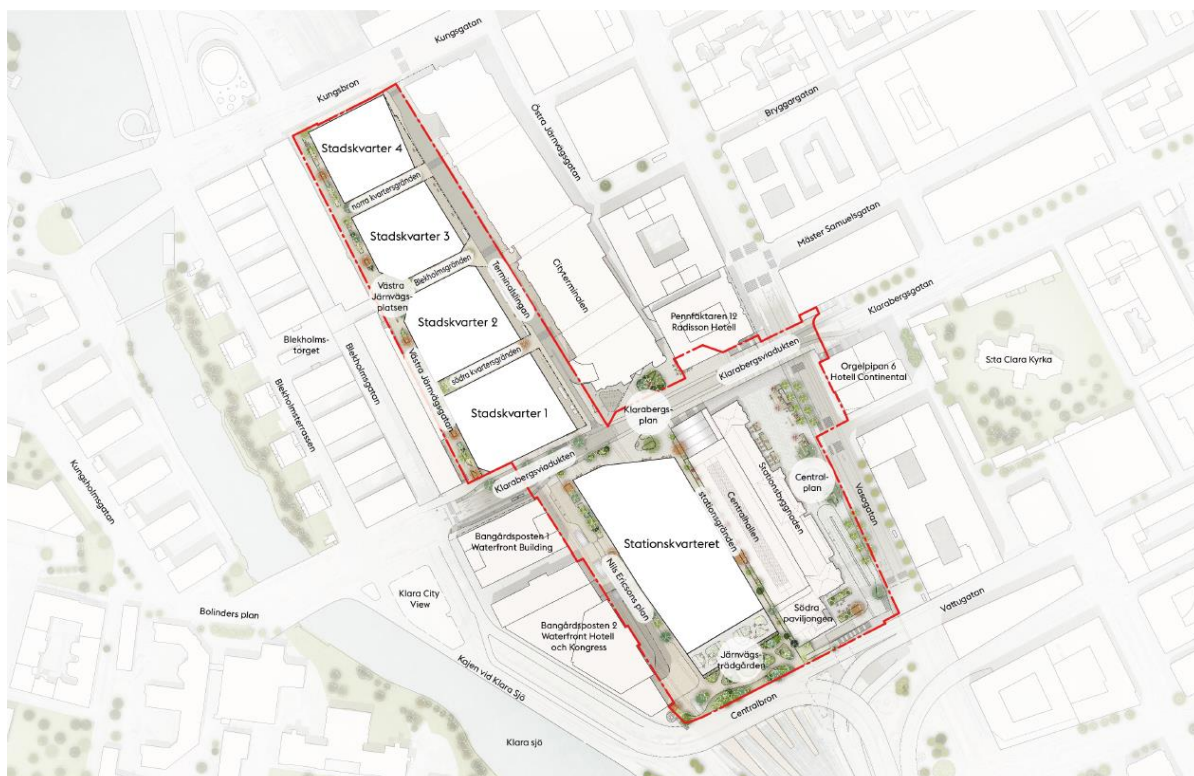 Kungsgatan
Kungsbron
Bryggargatan
Östra Järnvägsgatan
Stadskvarter 4
norra kvartersgränden
Mäster Samuelsgatan
Stadskvarter 3
Blekholmsgränden
Terminalslingan
Cityterminalen
Klarabergsgatan
Västra
Järnvägs-
platsen
Pennfäktaren 12
Radisson Hotell
Stadskvarter 2
Klarabergsviadukten
Blekholms-
torget
Blekholmsgatan
södra kvartersgränden
S:ta Clara Kyrka
Orgelpipan 6
Hotell Continental
Västra Järnvägsgatan
Blekholmsterrassen
Stadskvarter 1
Klarabergs-
plan
Klarabergsviadukten
Kungsholmsgatan
Central-
plan
Stationsbyggnaden
Centralhallen
stationsgränden
Vasagatan
Bangårdsposten 1
Waterfront Building
Stationskvarteret
Nils Ericsons plan
Klara City
View
Bolinders plan
Vattugatan
Södra
paviljongen
Bangårdsposten 2
Waterfront Hotell
och Kongress
Järnvägs-
trädgården
Kajen vid Klara Sjö
Centralbron
Klara sjö